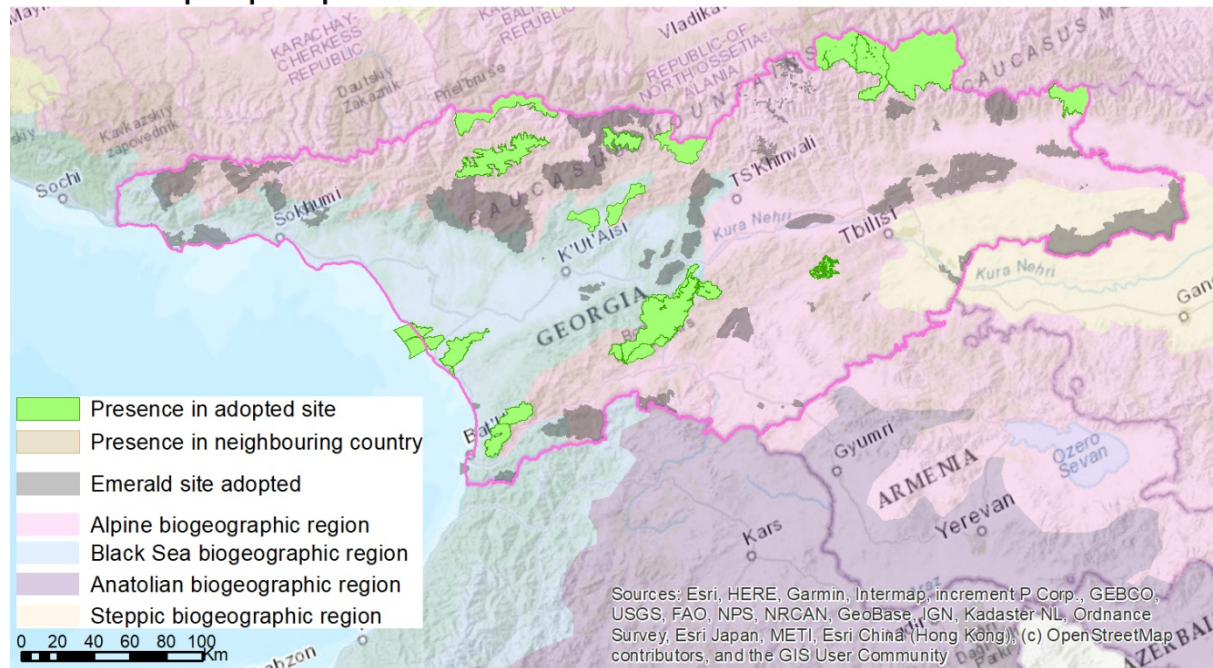 Vladika
KARACHAY-
CHERKESS
REPUBLIC
REPUBLIC OF
NORTH OSSETIA-
ALANIA
Dautskiy
Zakaznik
Priel'bruse
Kavkazskiy
zapovednik
CAUCASUS MOUNTAINS
CAUCASUS M
Sochi
Sokhumi
Ts'Khinvali
K'Ut'Aisi
Kura Nehri
Tbilisi
Kura Nehri
GEORGIA
Gyumri
ARMENIA
Ozero
Sevan
Yerevan
Kars
abzon
Presence in adopted site
Presence in neighbouring country
Emerald site adopted
Alpine biogeographic region
Black Sea biogeographic region
Anatolian biogeographic region
Steppic biogeographic region
0 20 40 60 80 100
Km
Sources: Esri, HERE, Garmin, Intermap, increment P Corp., GEBCO,
USGS, FAO, NPS, NRCAN, GeoBase, IGN, Kadaster NL, Ordnance
Survey, Esri Japan, METI, Esri China (Hong Kong), (c) OpenStreetMap
contributors, and the GIS User Community